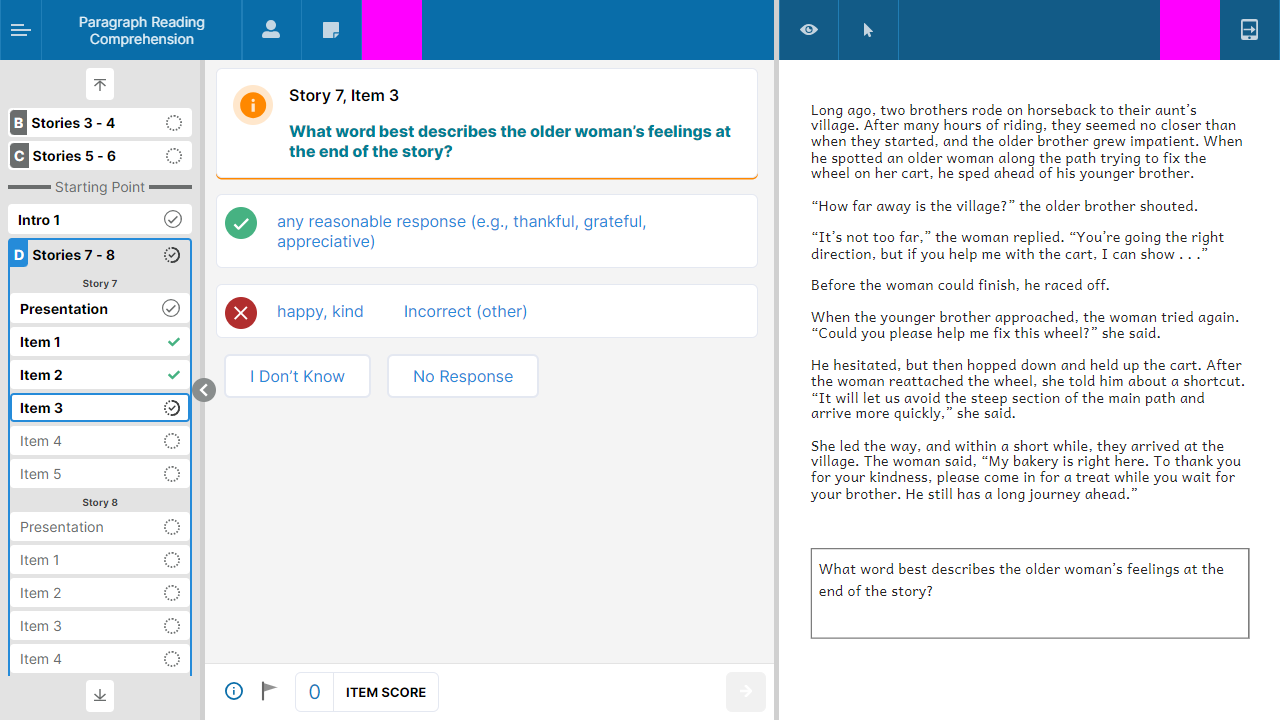 Paragraph Reading
Comprehension
B Stories 3 - 4
C Stories 5 - 6
Starting Point
Intro 1
D Stories 7 - 8
Story 7
Presentation
Item 1
Item 2
Item 3
Item 4
Item 5
Story 8
Presentation
Item 1
Item 2
Item 3
Item 4
Story 7, Item 3
What word best describes the older woman’s feelings at
the end of the story?
any reasonable response (e.g., thankful, grateful,
appreciative)
happy, kind Incorrect (other)
I Don’t Know No Response
0 ITEM SCORE
Long ago, two brothers rode on horseback to their aunt’s
village. After many hours of riding, they seemed no closer than
when they started, and the older brother grew impatient. When
he spotted an older woman along the path trying to fix the
wheel on her cart, he sped ahead of his younger brother.
“How far away is the village?” the older brother shouted.
“It’s not too far,” the woman replied. “You’re going the right
direction, but if you help me with the cart, I can show . . .”
Before the woman could finish, he raced off.
When the younger brother approached, the woman tried again.
“Could you please help me fix this wheel?” she said.
He hesitated, but then hopped down and held up the cart. After
the woman reattached the wheel, she told him about a shortcut.
“It will let us avoid the steep section of the main path and
arrive more quickly,” she said.
She led the way, and within a short while, they arrived at the
village. The woman said, “My bakery is right here. To thank you
for your kindness, please come in for a treat while you wait for
your brother. He still has a long journey ahead.”
What word best describes the older woman’s feelings at the
end of the story?